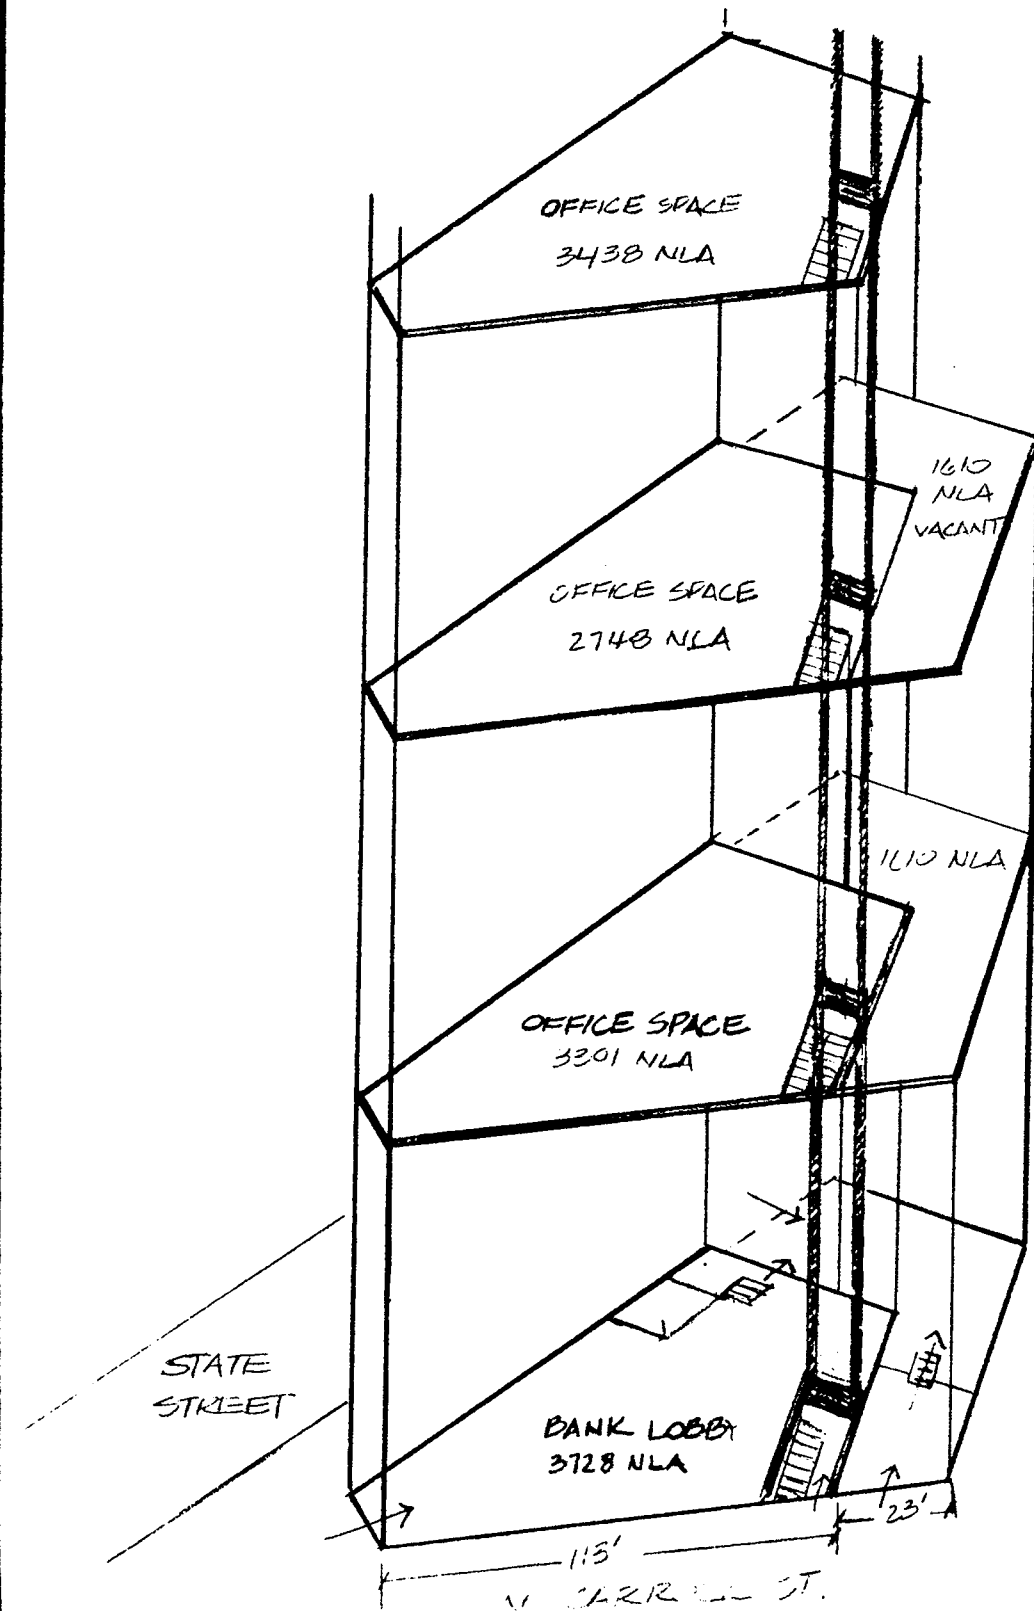 OFFICE SPACE
3438 NLA
1610
NLA
VACANT
OFFICE SPACE
2748 NLA
1610 NLA
OFFICE SPACE
3301 NLA
STATE
STREET
BANK LOBBY
3728 NLA
23'
115'
ST.